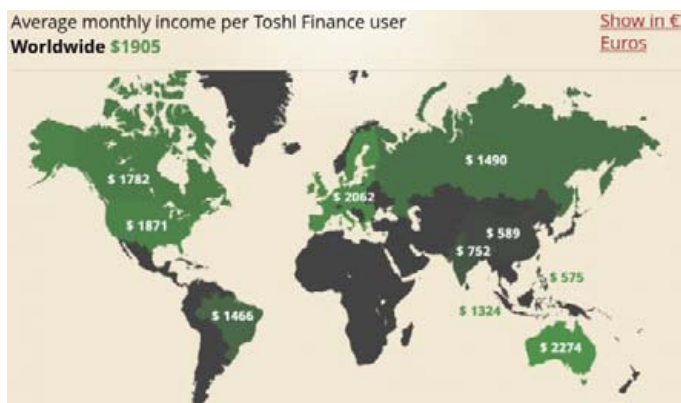 Average monthly income per Toshl Finance user
Show in €
Worldwide $1905
Euros
$ 1490
$ 1782
$ 2062
$ 1871
$ 589
$ 752
$ 575
$ 1324
$ 1466
$ 2274